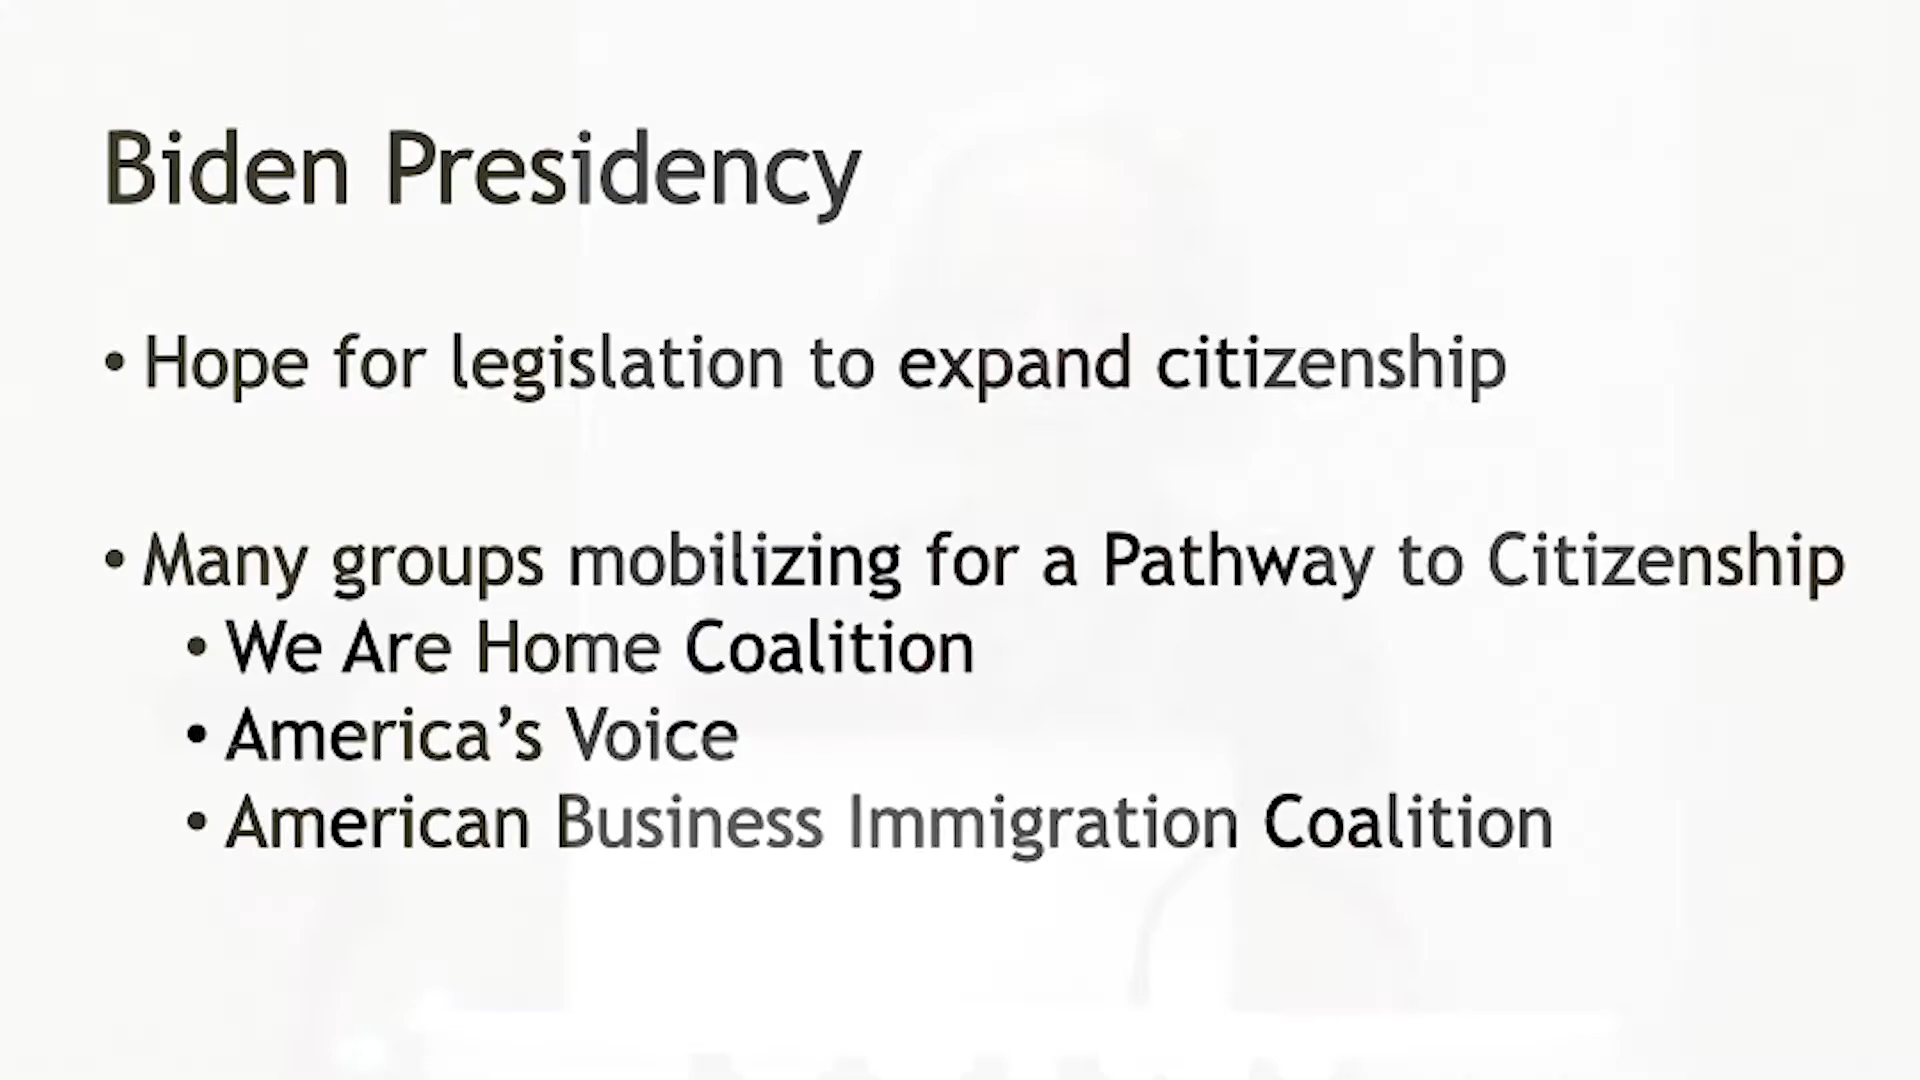 Biden Presidency
• Hope for legislation to expand citizenship
• Many groups mobilizing for a Pathway to Citizenship
• We Are Home Coalition
• America’s Voice
• American Business Immigration Coalition